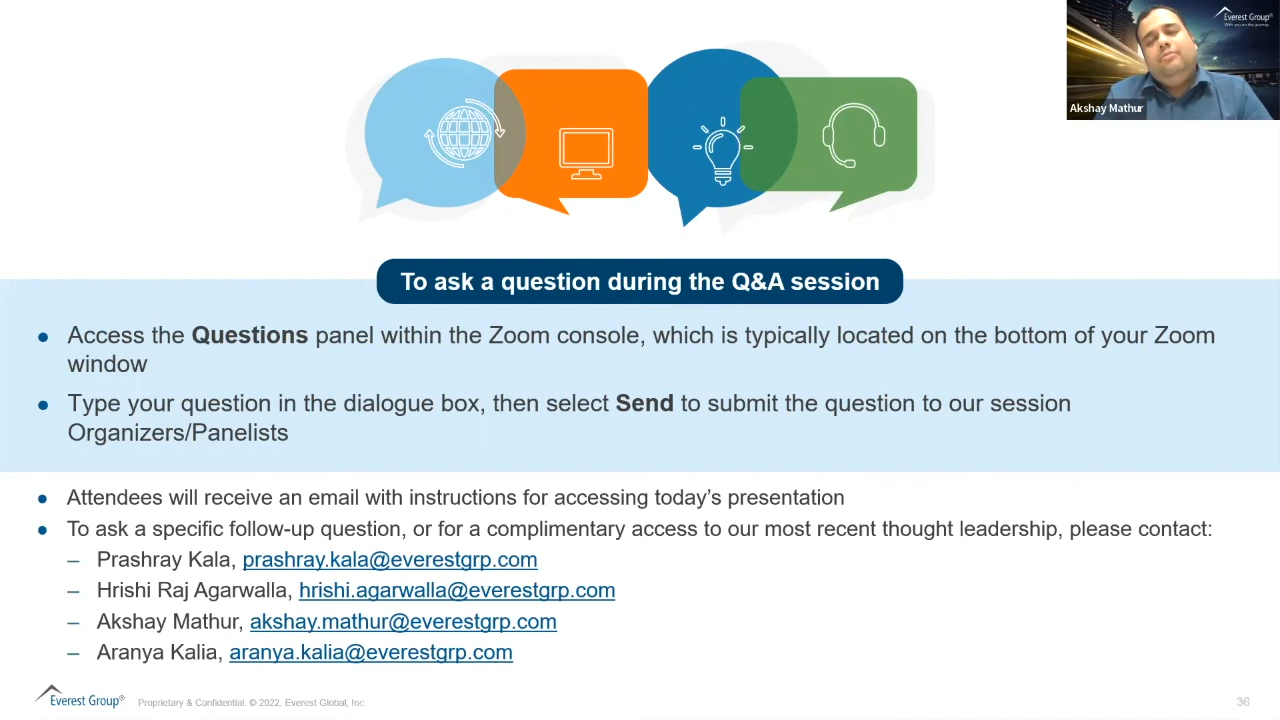 Everest Group®
With you on the journey
Akshay Mathur
To ask a question during the Q&A session
● Access the Questions panel within the Zoom console, which is typically located on the bottom of your Zoom
window
● Type your question in the dialogue box, then select Send to submit the question to our session
Organizers/Panelists
● Attendees will receive an email with instructions for accessing today’s presentation
● To ask a specific follow-up question, or for a complimentary access to our most recent thought leadership, please contact:
– Prashray Kala, prashray.kala@everestgrp.com
– Hrishi Raj Agarwalla, hrishi.agarwalla@everestgrp.com
– Akshay Mathur, akshay.mathur@everestgrp.com
– Aranya Kalia, aranya.kalia@everestgrp.com
Everest Group® Proprietary & Confidential. © 2022, Everest Global, Inc. 36